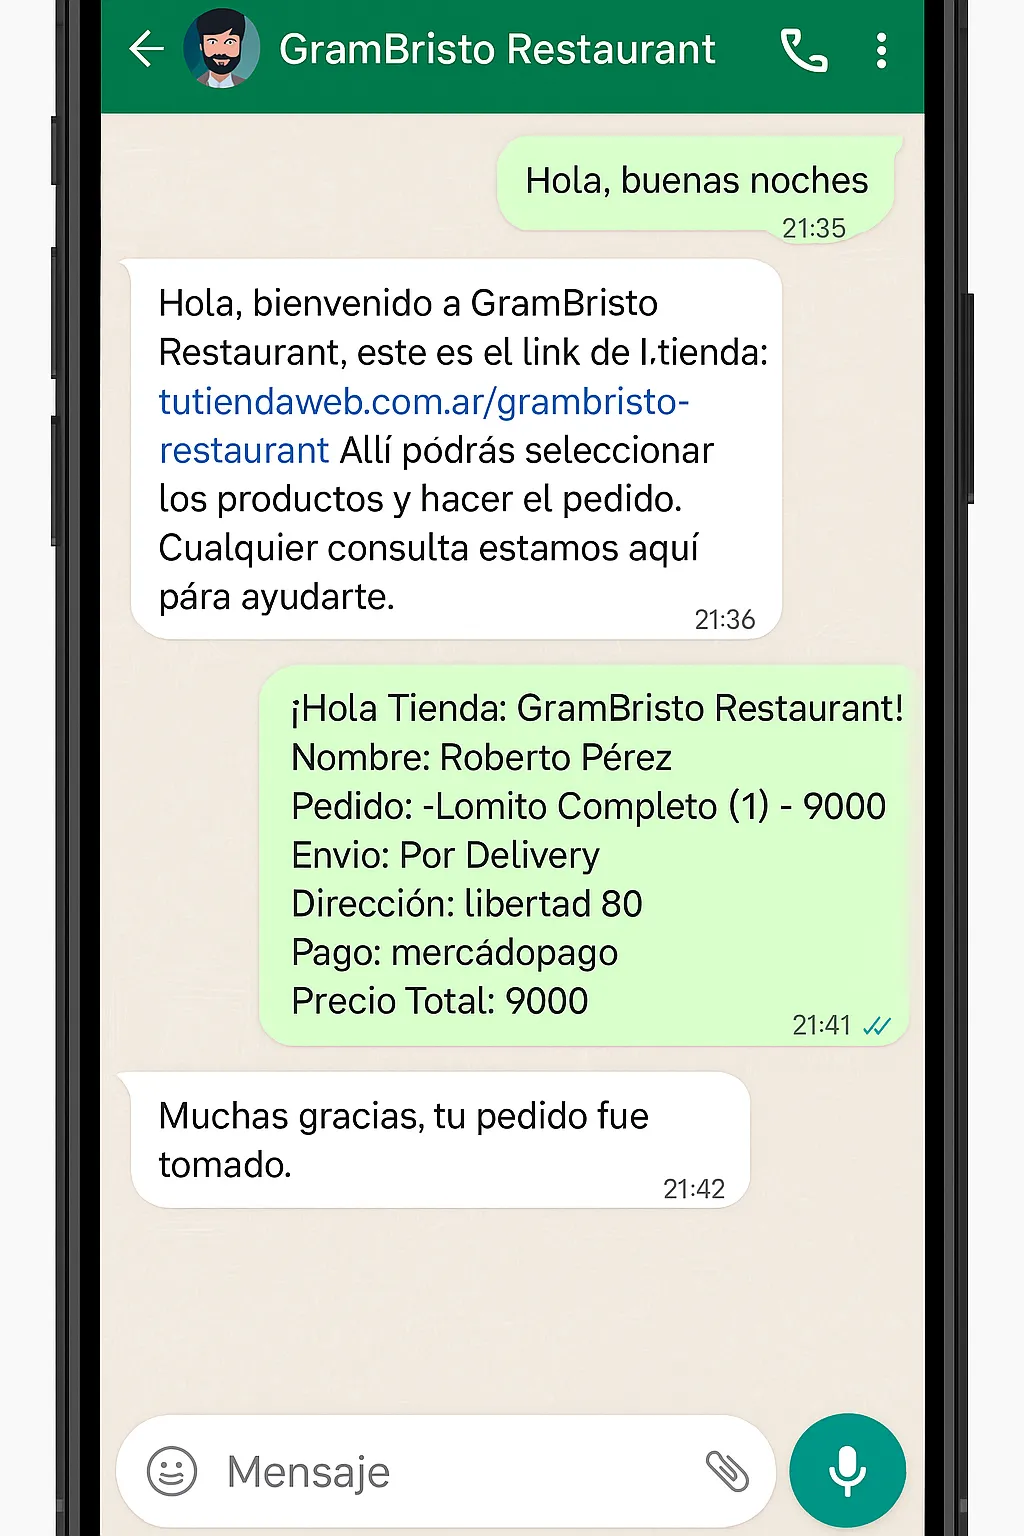 GramBristo Restaurant
Hola, buenas noches
21:35
Hola, bienvenido a GramBristo
Restaurant, este es el link de l.tienda:
tutiendaweb.com.ar/grambristo-
restaurant Allí pódrás seleccionar
los productos y hacer el pedido.
Cualquier consulta estamos aquí
pára ayudarte.
21:36
¡Hola Tienda: GramBristo Restaurant!
Nombre: Roberto Pérez
Pedido: -Lomito Completo (1) - 9000
Envio: Por Delivery
Dirección: libertad 80
Pago: mercádopago
Precio Total: 9000
21:41
Muchas gracias, tu pedido fue
tomado.
21:42
Mensaje